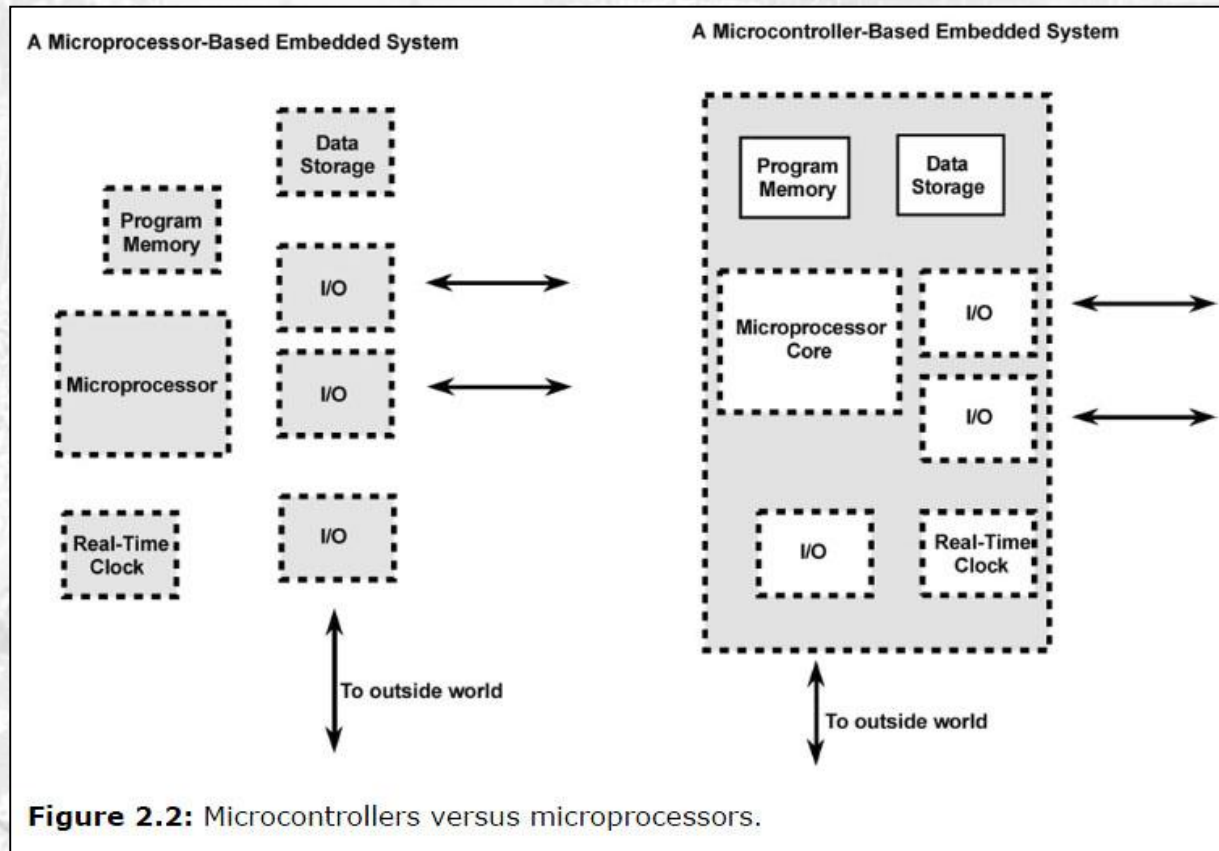 A Microprocessor-Based Embedded System
Data
Storage
Program
Memory
I/O
Microprocessor
I/O
Real-Time
Clock
I/O
To outside world
A Microcontroller-Based Embedded System
Program
Memory
Data
Storage
Microprocessor
Core
I/O
I/O
I/O
Real-Time
Clock
To outside world
Figure 2.2: Microcontrollers versus microprocessors.